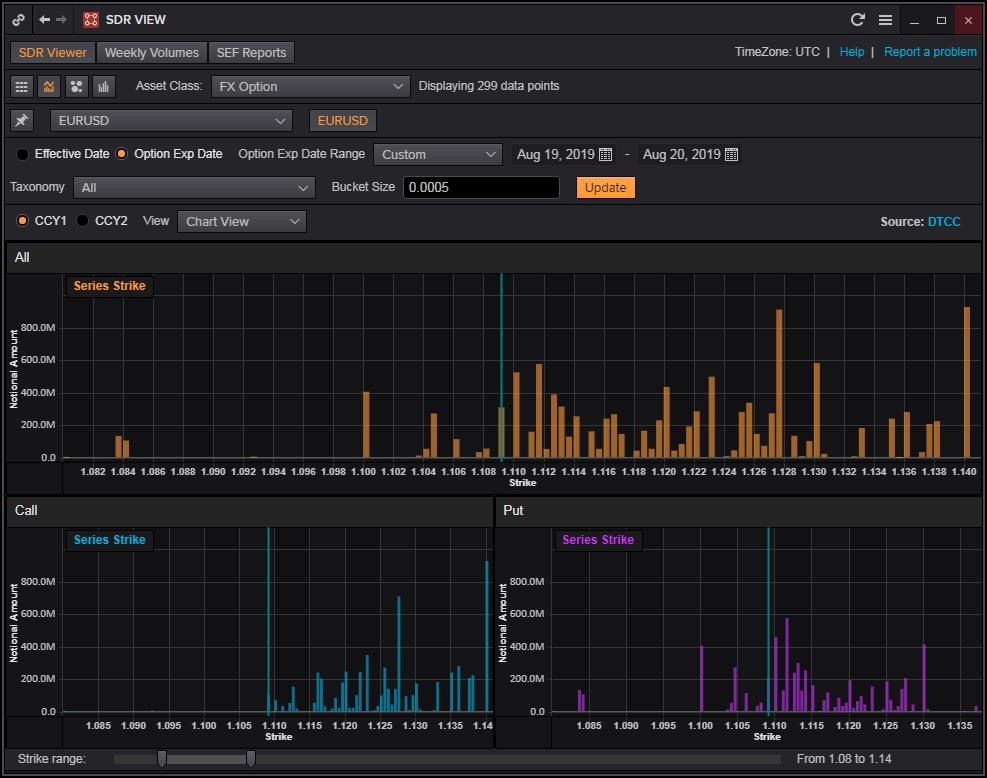 SDR VIEW
SDR Viewer Weekly Volumes SEF Reports TimeZone: UTC | Help | Report a problem
Asset Class: FX Option Displaying 299 data points
EURUSD EURUSD
Effective Date Option Exp Date Option Exp Date Range Custom Aug 19, 2019 - Aug 20, 2019
Taxonomy All Bucket Size 0.0005 Update
CCY1 CCY2 View Chart View Source: DTCC
All
Series Strike
Notional Amount
800.0M
600.0M
400.0M
200.0M
0.0
1.082 1.084 1.086 1.088 1.090 1.092 1.094 1.096 1.098 1.100 1.102 1.104 1.106 1.108 1.110 1.112 1.114 1.116 1.118 1.120 1.122 1.124 1.126 1.128 1.130 1.132 1.134 1.136 1.138 1.140
Strike
Call
Series Strike
Notional Amount
800.0M
600.0M
400.0M
200.0M
0.0
1.085 1.090 1.095 1.100 1.105 1.110 1.115 1.120 1.125 1.130 1.135 1.14
Strike
Put
Series Strike
Notional Amount
800.0M
600.0M
400.0M
200.0M
0.0
1.085 1.090 1.095 1.100 1.105 1.110 1.115 1.120 1.125 1.130 1.135
Strike
Strike range: From 1.08 to 1.14